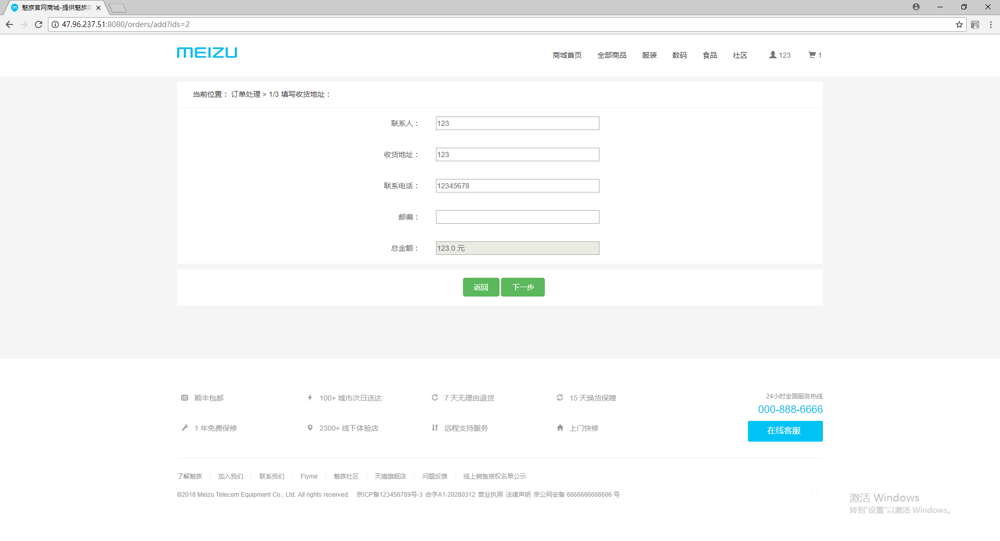 魅族官网商城-提供魅族手
47.96.237.51:8080/orders/add?ids=2
MEIZU
商城首页 全部商品 服装 数码 食品 社区 123 1
当前位置： 订单处理 > 1/3 填写收货地址：
联系人： 123
收货地址： 123
联系电话： 12345678
邮编：
总金额： 123.0 元
返回 下一步
顺丰包邮 100+ 城市次日送达 7 天无理由退货 15 天换货保障
24小时全国服务热线
000-888-6666
1 年免费保修 2300+ 线下体验店 远程支持服务 上门快修
在线客服
了解魅族 加入我们 联系我们 Flyme 魅族社区 天猫旗舰店 问题反馈 线上销售授权名单公示
©2018 Meizu Telecom Equipment Co., Ltd. All rights reserved. 京ICP备123456789号-3 合字A1-20280312 营业执照 法律声明 京公网安备 6666666666666 号
激活 Windows
转到“设置”以激活 Windows。